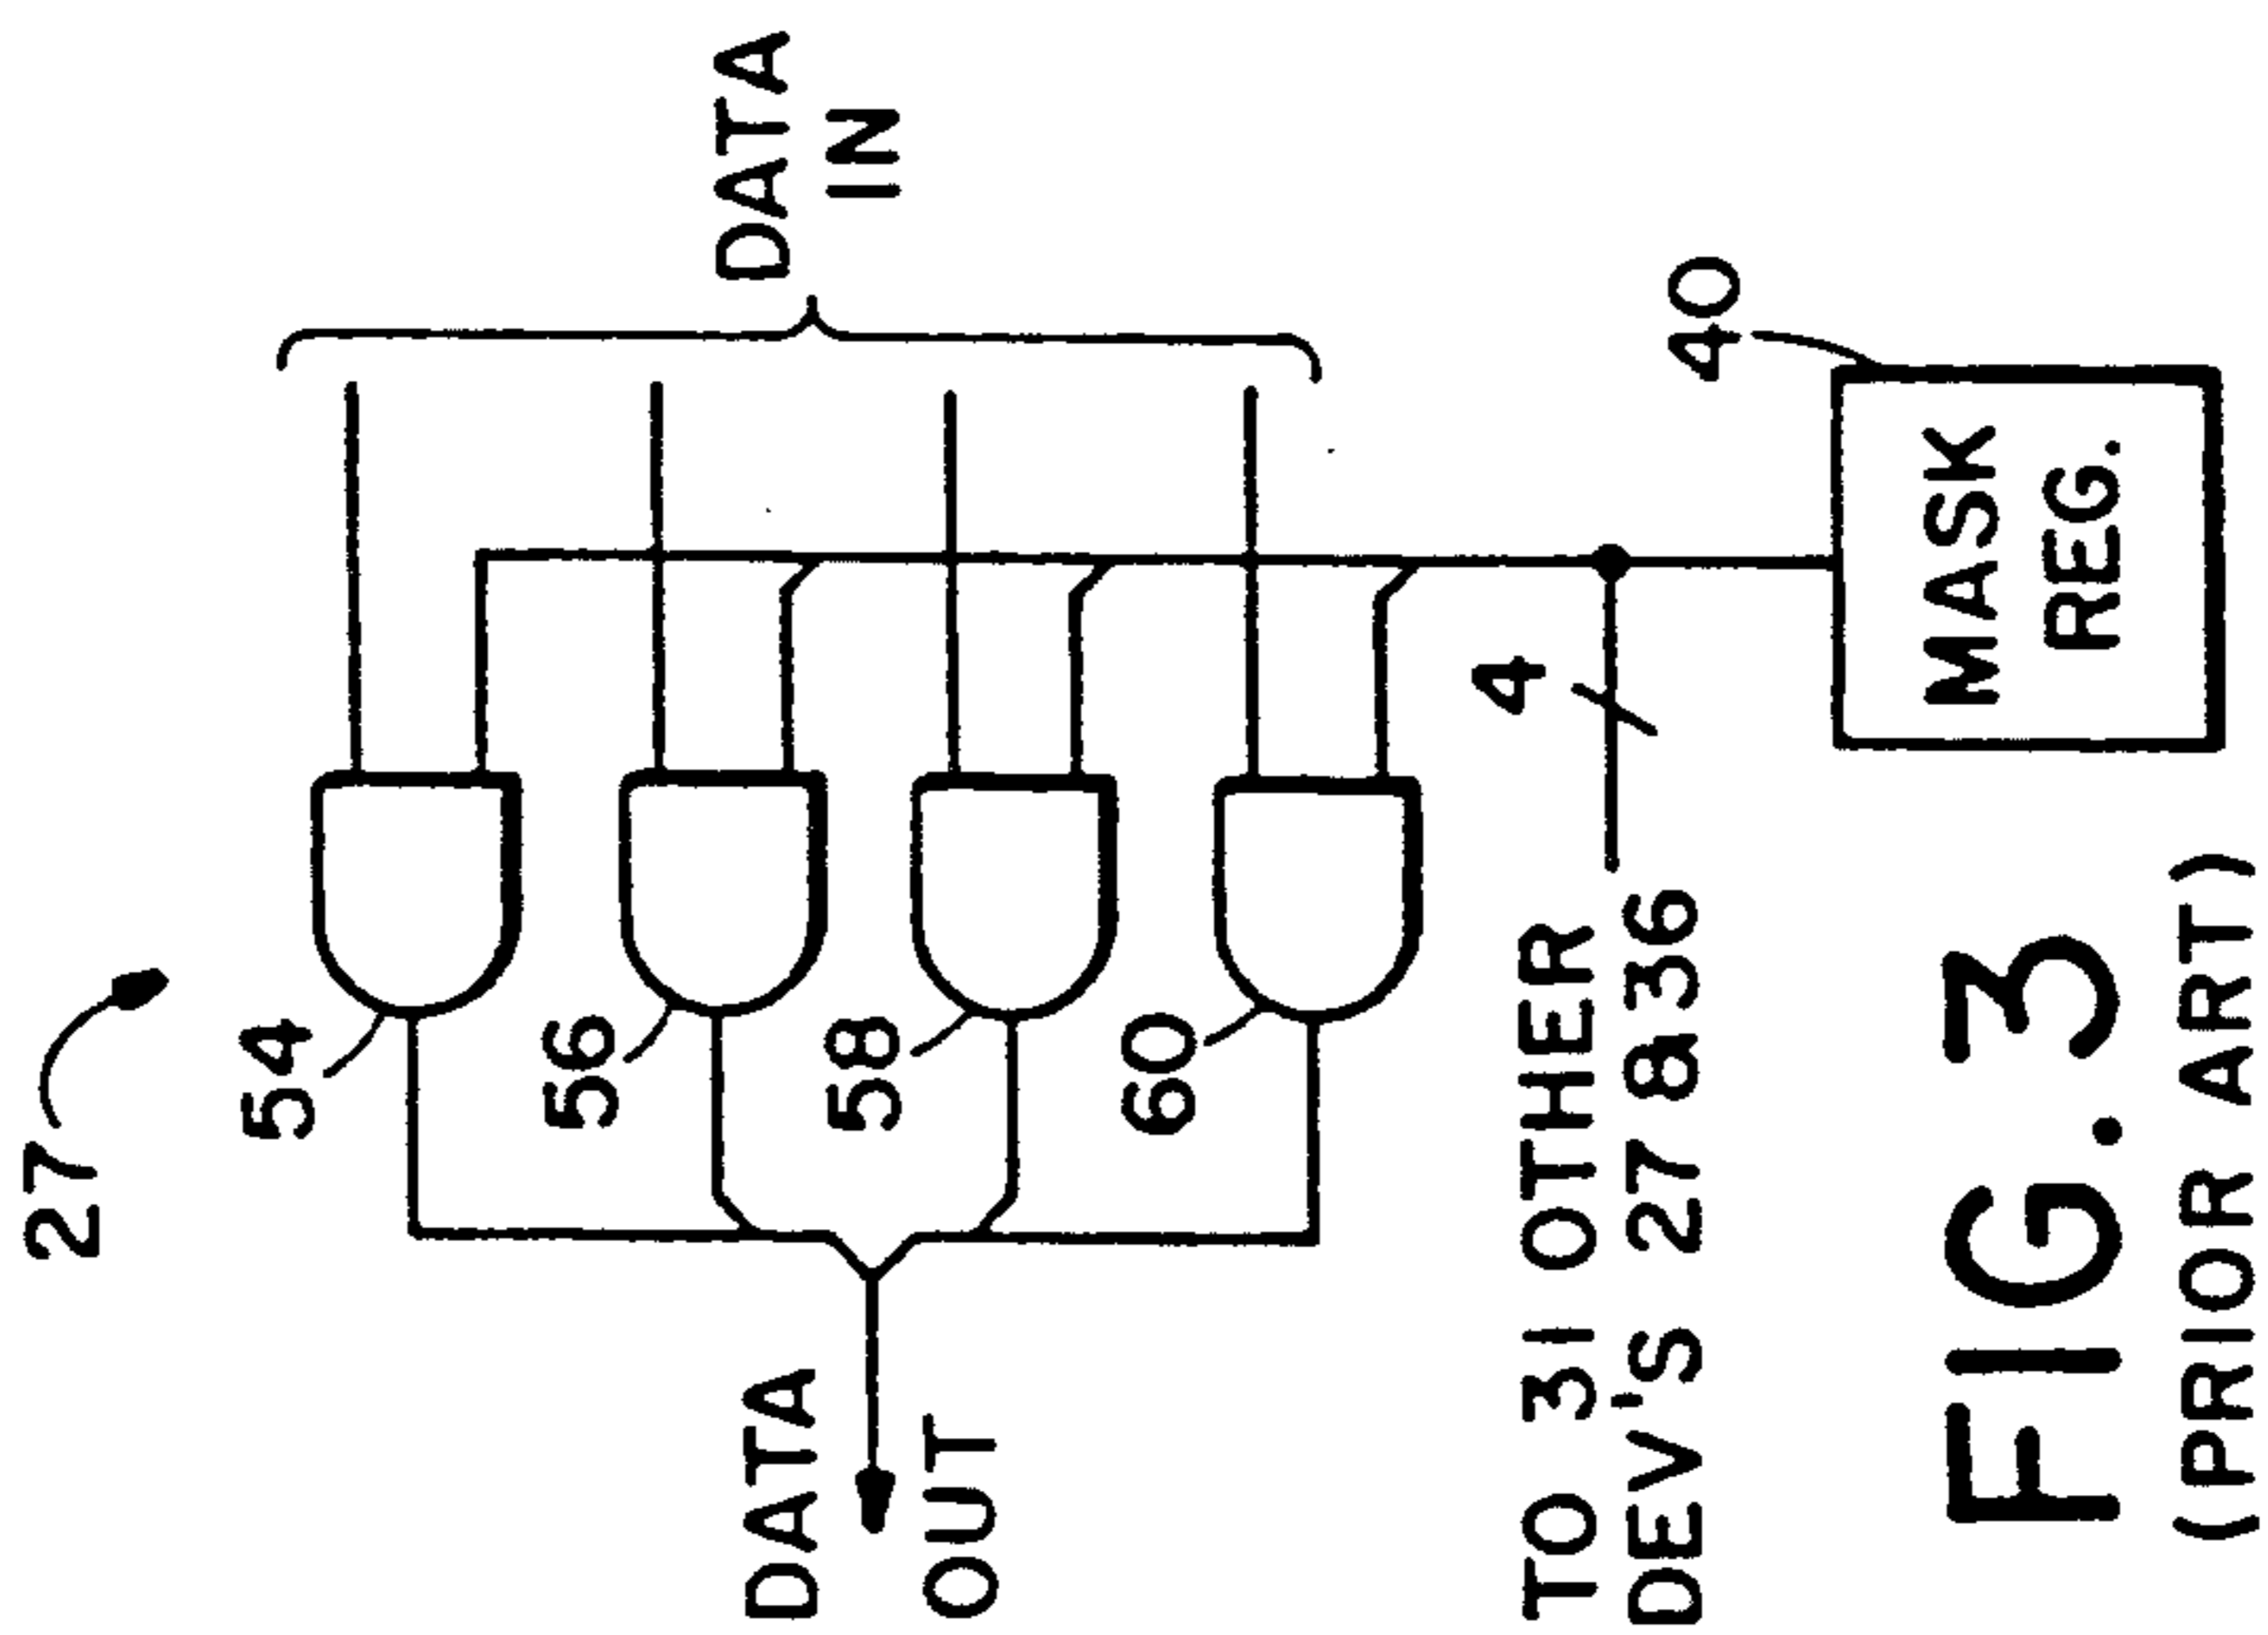 27
54
56
58
60
DATA
IN
DATA
OUT
4
TO 31 OTHER
DEV'S 27 & 36
40
MASK
REG.
FIG. 3
(PRIOR ART)